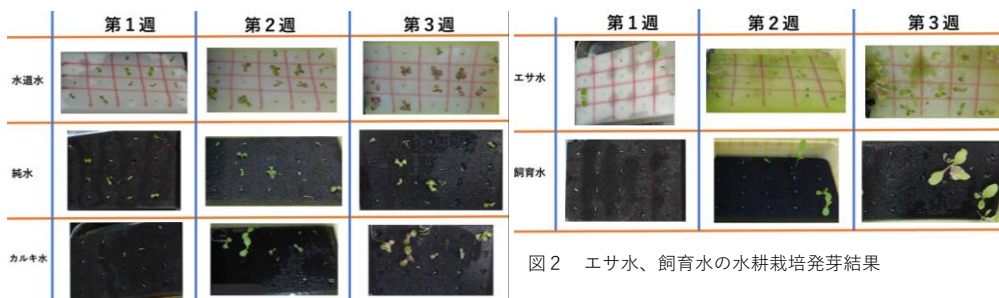 第1週 第2週 第3週
水道水
純水
カルキ水
第1週 第2週 第3週
エサ水
飼育水
図2 エサ水、飼育水の水耕栽培発芽結果